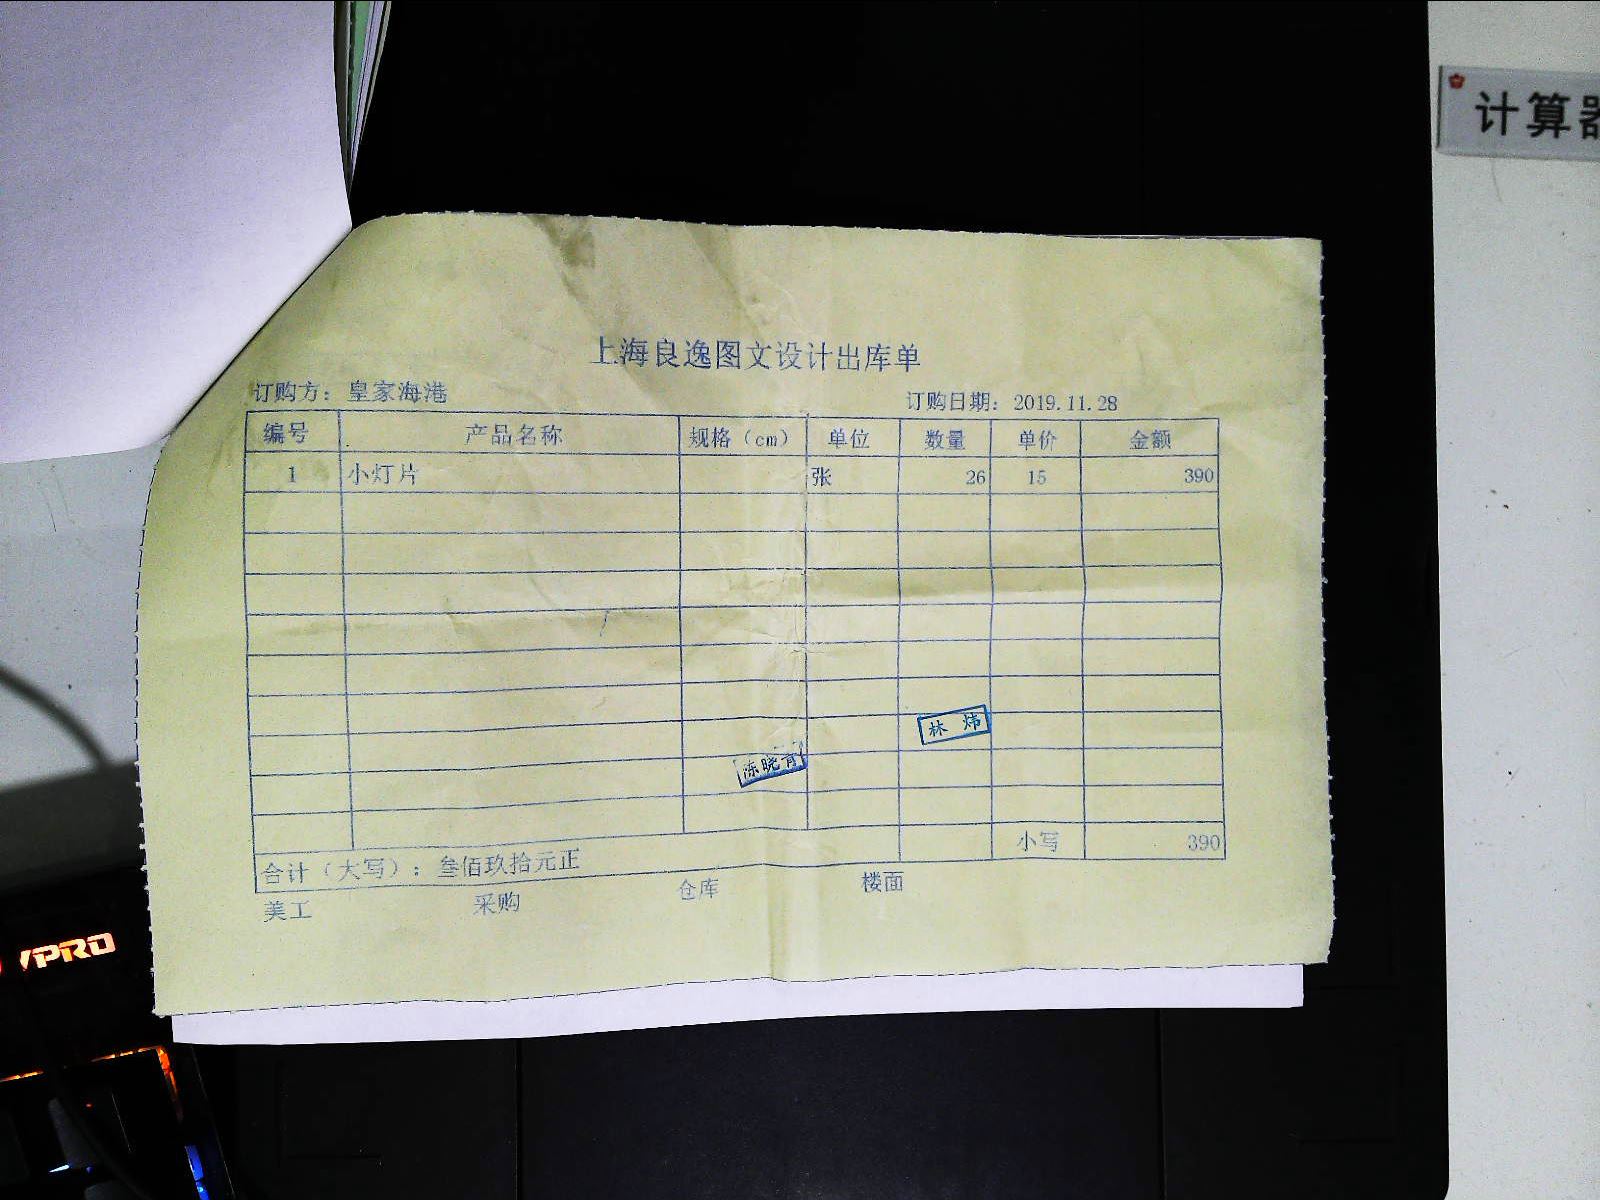 计算器
上海良逸图文设计出库单
订购方：皇家海港 订购日期：2019.11.28
编号 产品名称 规格（cm） 单位 数量 单价 金额
1 小灯片 张 26 15 390
林 炜
陈晓青
小写 390
合计（大写）：叁佰玖拾元正
美工 采购 仓库 楼面
VPRO